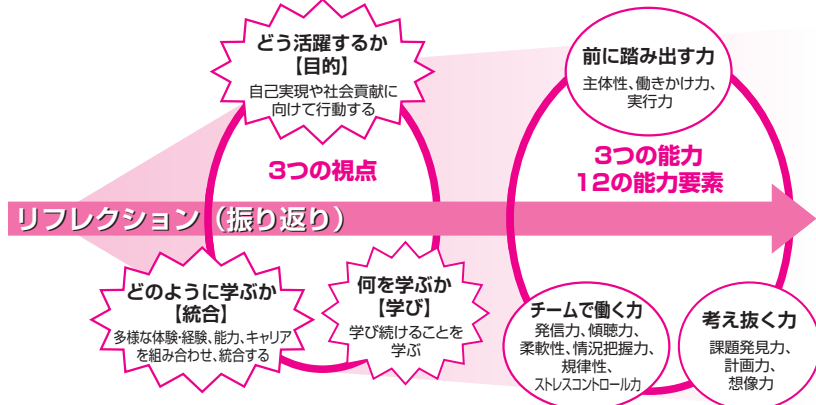 どう活躍するか
【目的】
自己実現や社会貢献に
向けて行動する
3つの視点
リフレクション（振り返り）
どのように学ぶか
【統合】
多様な体験・経験、能力、キャリア
を組み合わせ、統合する
何を学ぶか
【学び】
学び続けることを
学ぶ
前に踏み出す力
主体性、働きかけ力、
実行力
3つの能力
12の能力要素
チームで働く力
発信力、傾聴力、
柔軟性、情況把握力、
規律性、
ストレスコントロール力
考え抜く力
課題発見力、
計画力、
想像力